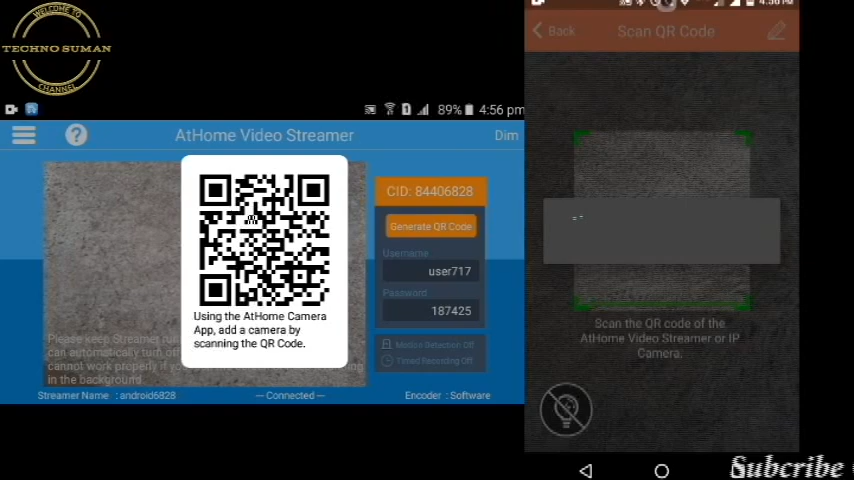 WELCOME TO
TECHNO SUMAN
CHANNEL
89% 4:56 pm
AtHome Video Streamer
Dim
CID: 84406828
Generate QR Code
Username
user717
Password
187425
Motion Detection Off
Timed Recording Off
Using the AtHome Camera
App, add a camera by
scanning the QR Code.
Please keep Streamer
can automatically turn off
cannot work properly if
in the background.
Streamer Name : android6828
--- Connected ---
Encoder : Software
4:56 PM
Back
Scan QR Code
Scan the QR code of the
AtHome Video Streamer or IP
Camera.
Subcribe